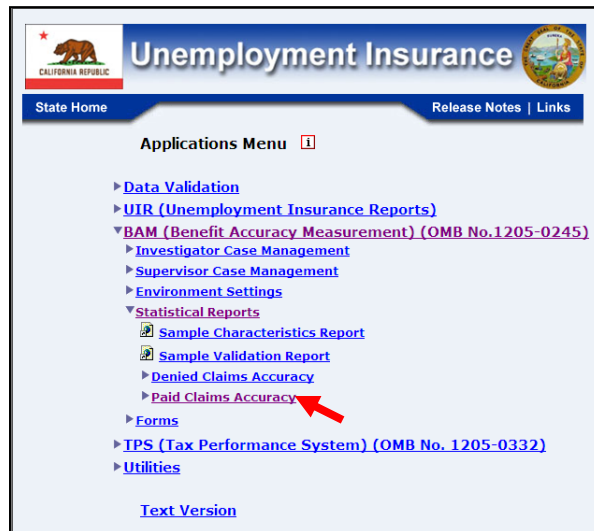 CALIFORNIA REPUBLIC
Unemployment Insurance
State Home
Release Notes | Links
Applications Menu i
Data Validation
UIR (Unemployment Insurance Reports)
BAM (Benefit Accuracy Measurement) (OMB No.1205-0245)
Investigator Case Management
Supervisor Case Management
Environment Settings
Statistical Reports
Sample Characteristics Report
Sample Validation Report
Denied Claims Accuracy
Paid Claims Accuracy
Forms
TPS (Tax Performance System) (OMB No. 1205-0332)
Utilities
Text Version